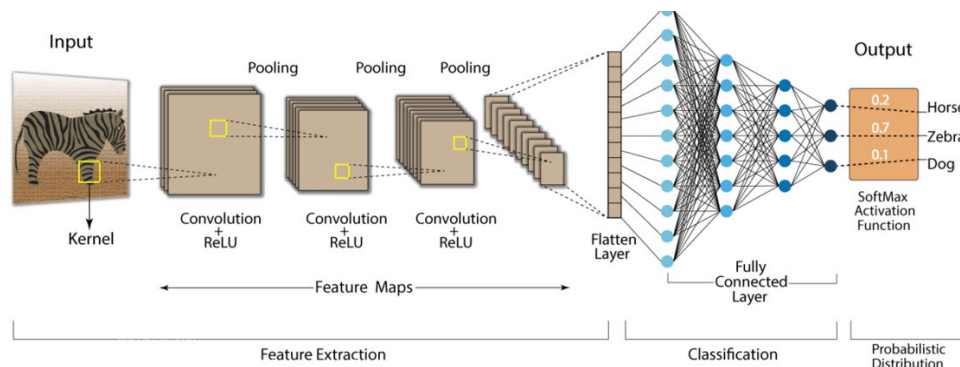 Input
Pooling
Pooling
Pooling
Output
0.2
Horse
0.7
Zebra
0.1
Dog
Kernel
Convolution
+
ReLU
Convolution
+
ReLU
Convolution
+
ReLU
Flatten
Layer
SoftMax
Activation
Function
Feature Maps
Fully
Connected
Layer
Feature Extraction
Classification
Probabilistic
Distribution